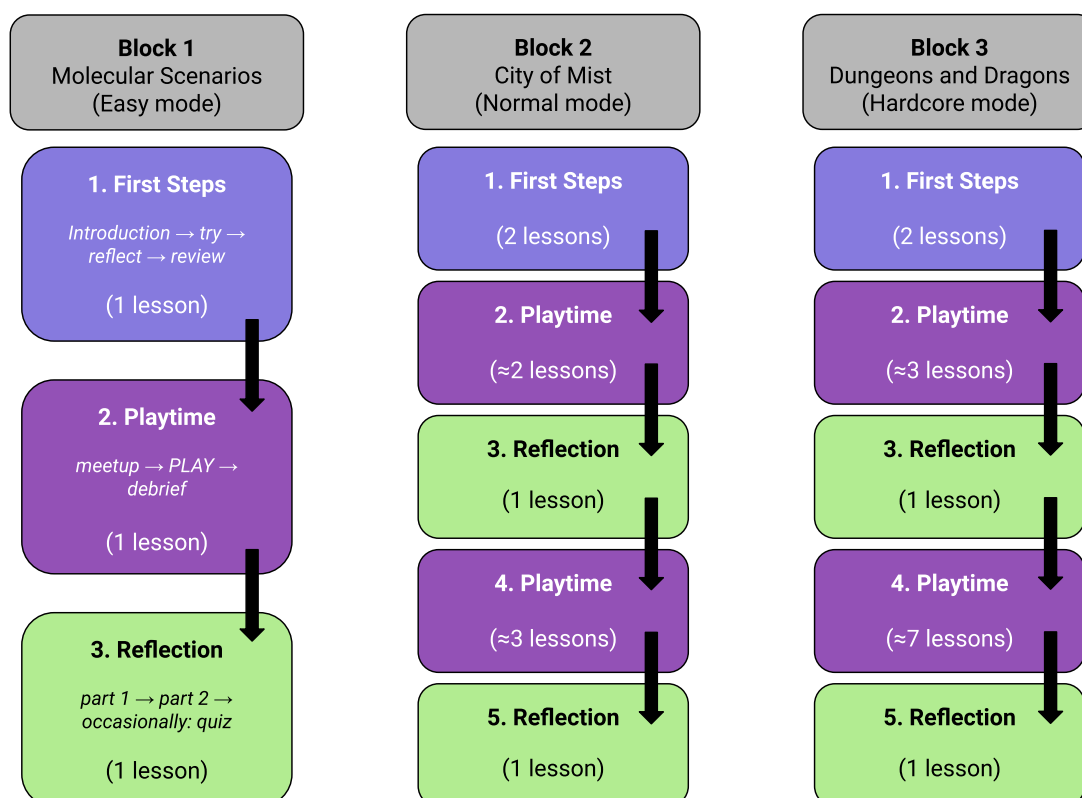 Block 1
Molecular Scenarios
(Easy mode)
1. First Steps
Introduction → try →
reflect → review
(1 lesson)
2. Playtime
meetup → PLAY →
debrief
(1 lesson)
3. Reflection
part 1 → part 2 →
occasionally: quiz
(1 lesson)
Block 2
City of Mist
(Normal mode)
1. First Steps
(2 lessons)
2. Playtime
(≈2 lessons)
3. Reflection
(1 lesson)
4. Playtime
(≈3 lessons)
5. Reflection
(1 lesson)
Block 3
Dungeons and Dragons
(Hardcore mode)
1. First Steps
(2 lessons)
2. Playtime
(≈3 lessons)
3. Reflection
(1 lesson)
4. Playtime
(≈7 lessons)
5. Reflection
(1 lesson)